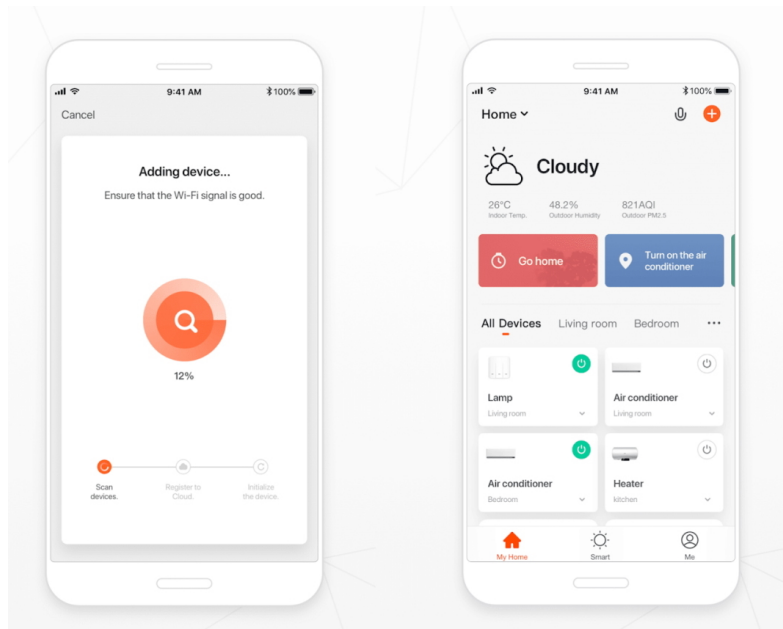 9:41 AM
100%
Cancel
Adding device...
Ensure that the Wi-Fi signal is good.
12%
Scan
devices.
Register to
Cloud.
Initialize
the device.
9:41 AM
100%
Home
Cloudy
26°C
48.2%
821AQI
Indoor Temp.
Outdoor Humidity
Outdoor PM2.5
Go home
Turn on the air
conditioner
All Devices
Living room
Bedroom
Lamp
Living room
Air conditioner
Living room
Air conditioner
Bedroom
Heater
kitchen
My Home
Smart
Me